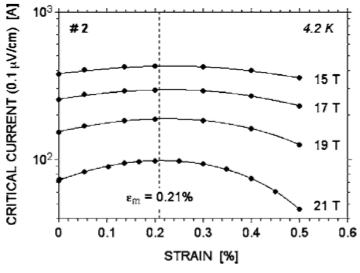 10³
# 2
4.2 K
15 T
17 T
19 T
10²
εm = 0.21%
21 T
0 0.1 0.2 0.3 0.4 0.5 0.6
STRAIN [%]
CRITICAL CURRENT (0.1 μV/cm) [A]